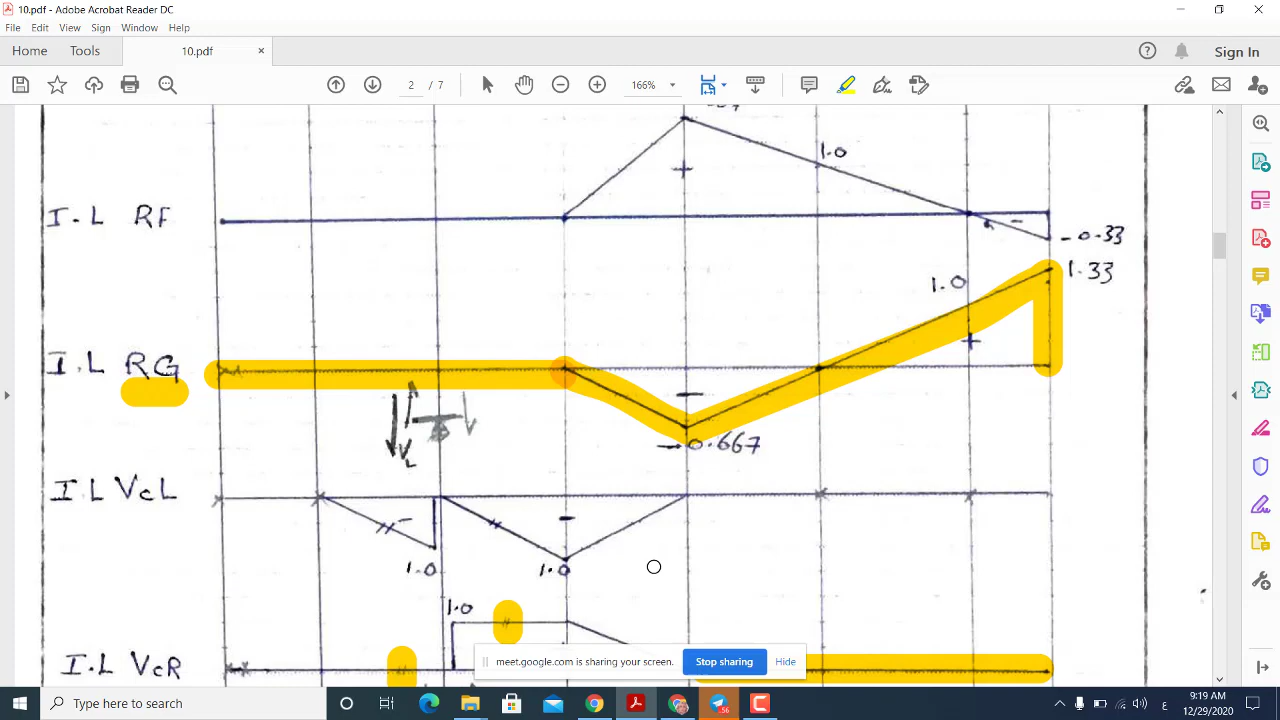 10.pdf - Adobe Acrobat Reader DC
File Edit View Sign Window Help
Home Tools 10.pdf × Sign In
2 / 7 166%
1.0
I.L RF
-0.33
1.0 1.33
I.L RG
-0.667
I.L VcL
1.0 1.0
1.0
meet.google.com is sharing your screen. Stop sharing Hide
I.L VcR
Type here to search
56
5:19 AM
12/29/2020